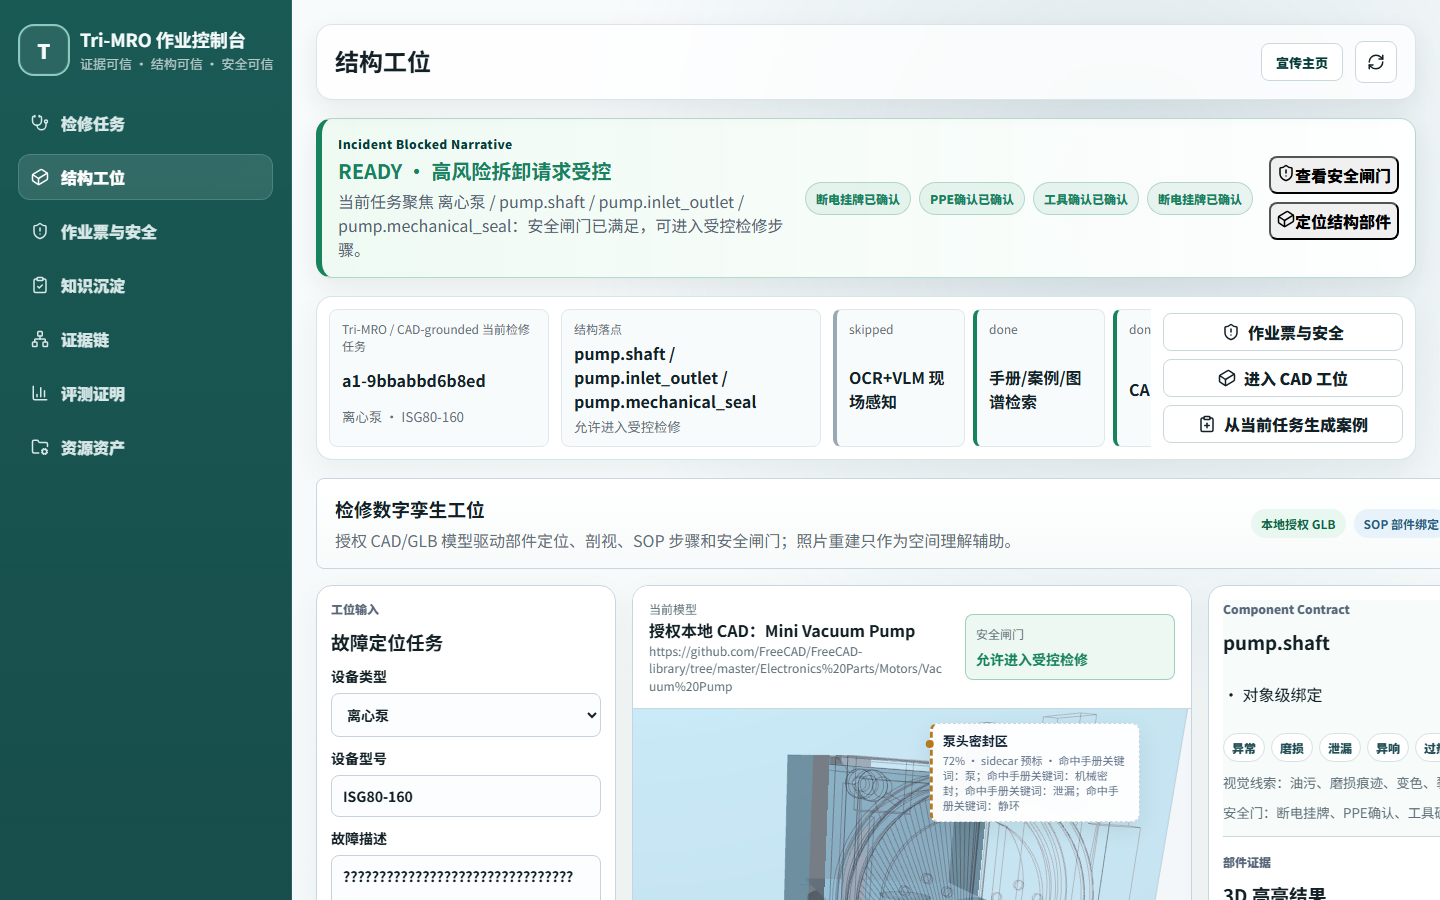 T
Tri-MRO 作业控制台
证据可信 · 结构可信 · 安全可信
检修任务
结构工位
作业票与安全
知识沉淀
证据链
评测证明
资源资产
结构工位
宣传主页
Incident Blocked Narrative
READY · 高风险拆卸请求受控
当前任务聚焦 离心泵 / pump.shaft / pump.inlet_outlet /
pump.mechanical_seal：安全闸门已满足，可进入受控检修步
骤。
断电挂牌已确认
PPE确认已确认
工具确认已确认
断电挂牌已确认
查看安全闸门
定位结构部件
Tri-MRO / CAD-grounded 当前检修
任务
a1-9bbabbd6b8ed
离心泵 · ISG80-160
结构落点
pump.shaft /
pump.inlet_outlet /
pump.mechanical_seal
允许进入受控检修
skipped
OCR+VLM 现
场感知
done
手册/案例/图
谱检索
don
CA
作业票与安全
进入 CAD 工位
从当前任务生成案例
检修数字孪生工位
授权 CAD/GLB 模型驱动部件定位、剖视、SOP 步骤和安全闸门；照片重建只作为空间理解辅助。
本地授权 GLB
SOP 部件绑定
工位输入
故障定位任务
设备类型
离心泵
设备型号
ISG80-160
故障描述
????????????????????????????????
当前模型
授权本地 CAD：Mini Vacuum Pump
https://github.com/FreeCAD/FreeCAD-
library/tree/master/Electronics%20Parts/Motors/Vac
uum%20Pump
安全闸门
允许进入受控检修
泵头密封区
72% · sidecar 预标 · 命中手册关键
词：泵；命中手册关键词：机械密
封；命中手册关键词：泄漏；命中手
册关键词：静环
Component Contract
pump.shaft
· 对象级绑定
异常
磨损
泄漏
异响
过
视觉线索：油污、磨损痕迹、变色、
安全门：断电挂牌、PPE确认、工具
部件证据
3D 高亮结果